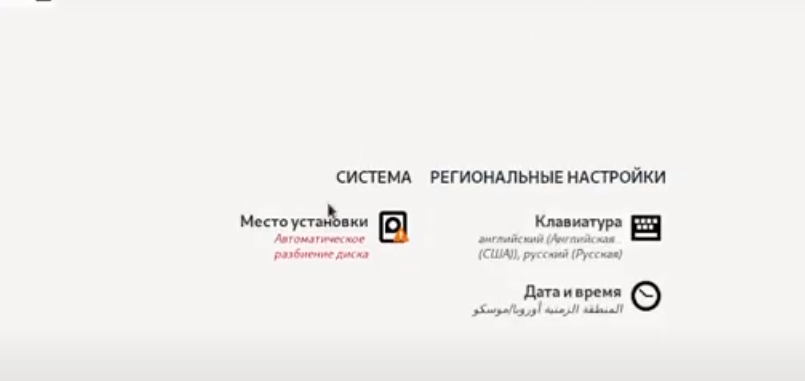 СИСТЕМА
РЕГИОНАЛЬНЫЕ НАСТРОЙКИ
Место установки
Автоматическое
разбиение диска
Клавиатура
английский (Английская...
(США)), русский (Русская)
Дата и время
المنطقة الزمنية أوروبا/موسكو